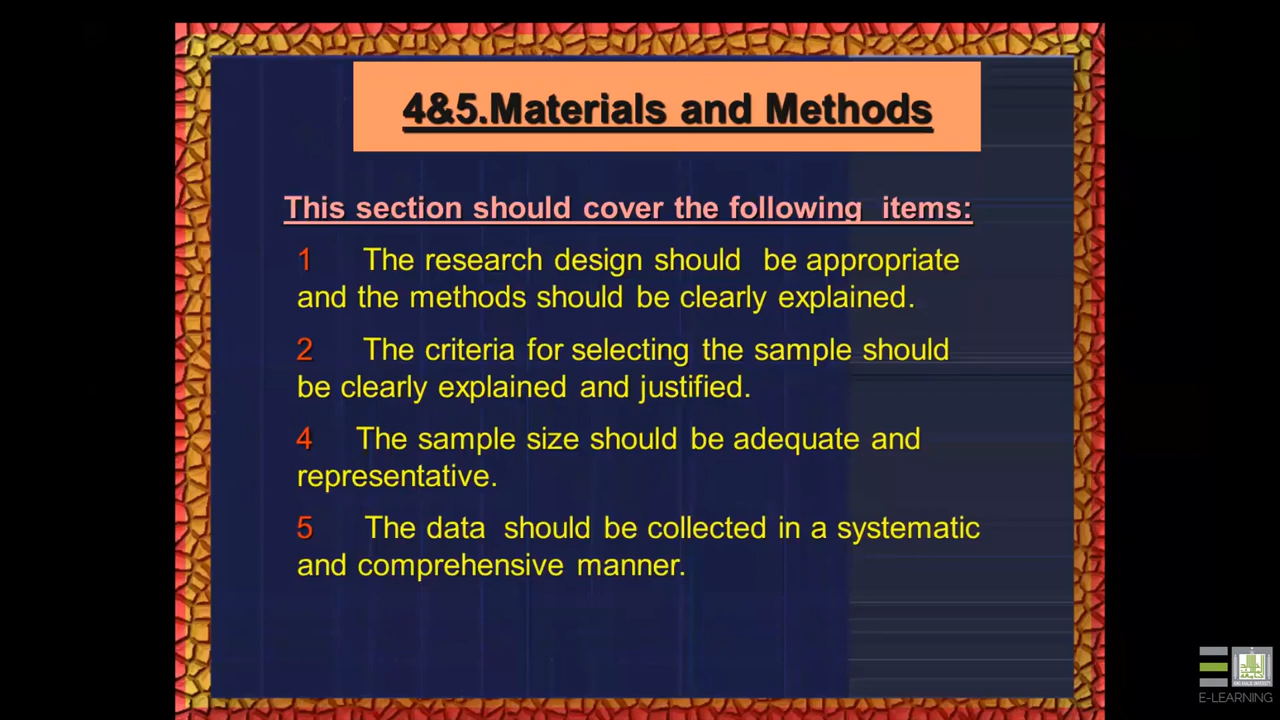 4&5.Materials and Methods
This section should cover the following items:
1 The research design should be appropriate
and the methods should be clearly explained.
2 The criteria for selecting the sample should
be clearly explained and justified.
4 The sample size should be adequate and
representative.
5 The data should be collected in a systematic
and comprehensive manner.
KING KHALID UNIVERSITY
E-LEARNING